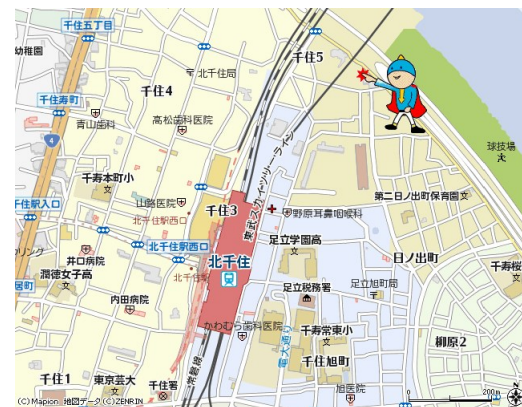 千住五丁目
幼稚園
千住5
北千住局
千住4
千住寿町
高松歯科医院
青山歯科
4
球技場
東武スカイツリーライン
千寿本町小
第二日ノ出町保育園
山路医院
千住3
千住駅入口
北千住駅西口
野原耳鼻咽喉科
北千住駅西口
足立学園高
日ノ出町
井口病院
北千住
千寿桜
潤徳女子高
足立税務署
足立旭町局
居町
内田病院
かわむら歯科医院
千寿常東小
柳原2
千住旭町
常磐線
千住1
東京芸大
千住署
旭医院
200m
(C)Mapion 地図データ(C)ZENRIN